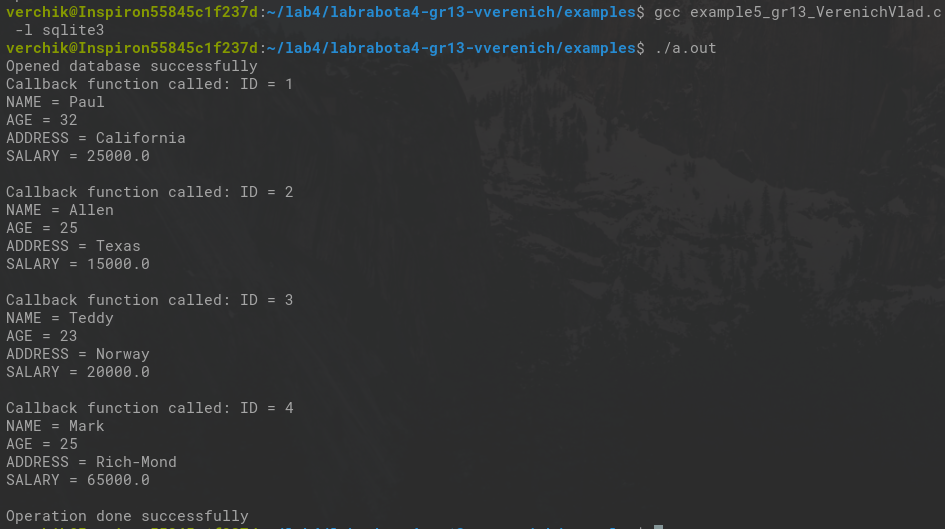 verchik@Inspiron55845c1f237d:~/lab4/labrabota4-gr13-vverenich/examples$ gcc example5_gr13_VerenichVlad.c
-l sqlite3
verchik@Inspiron55845c1f237d:~/lab4/labrabota4-gr13-vverenich/examples$ ./a.out
Opened database successfully
Callback function called: ID = 1
NAME = Paul
AGE = 32
ADDRESS = California
SALARY = 25000.0
Callback function called: ID = 2
NAME = Allen
AGE = 25
ADDRESS = Texas
SALARY = 15000.0
Callback function called: ID = 3
NAME = Teddy
AGE = 23
ADDRESS = Norway
SALARY = 20000.0
Callback function called: ID = 4
NAME = Mark
AGE = 25
ADDRESS = Rich-Mond
SALARY = 65000.0
Operation done successfully